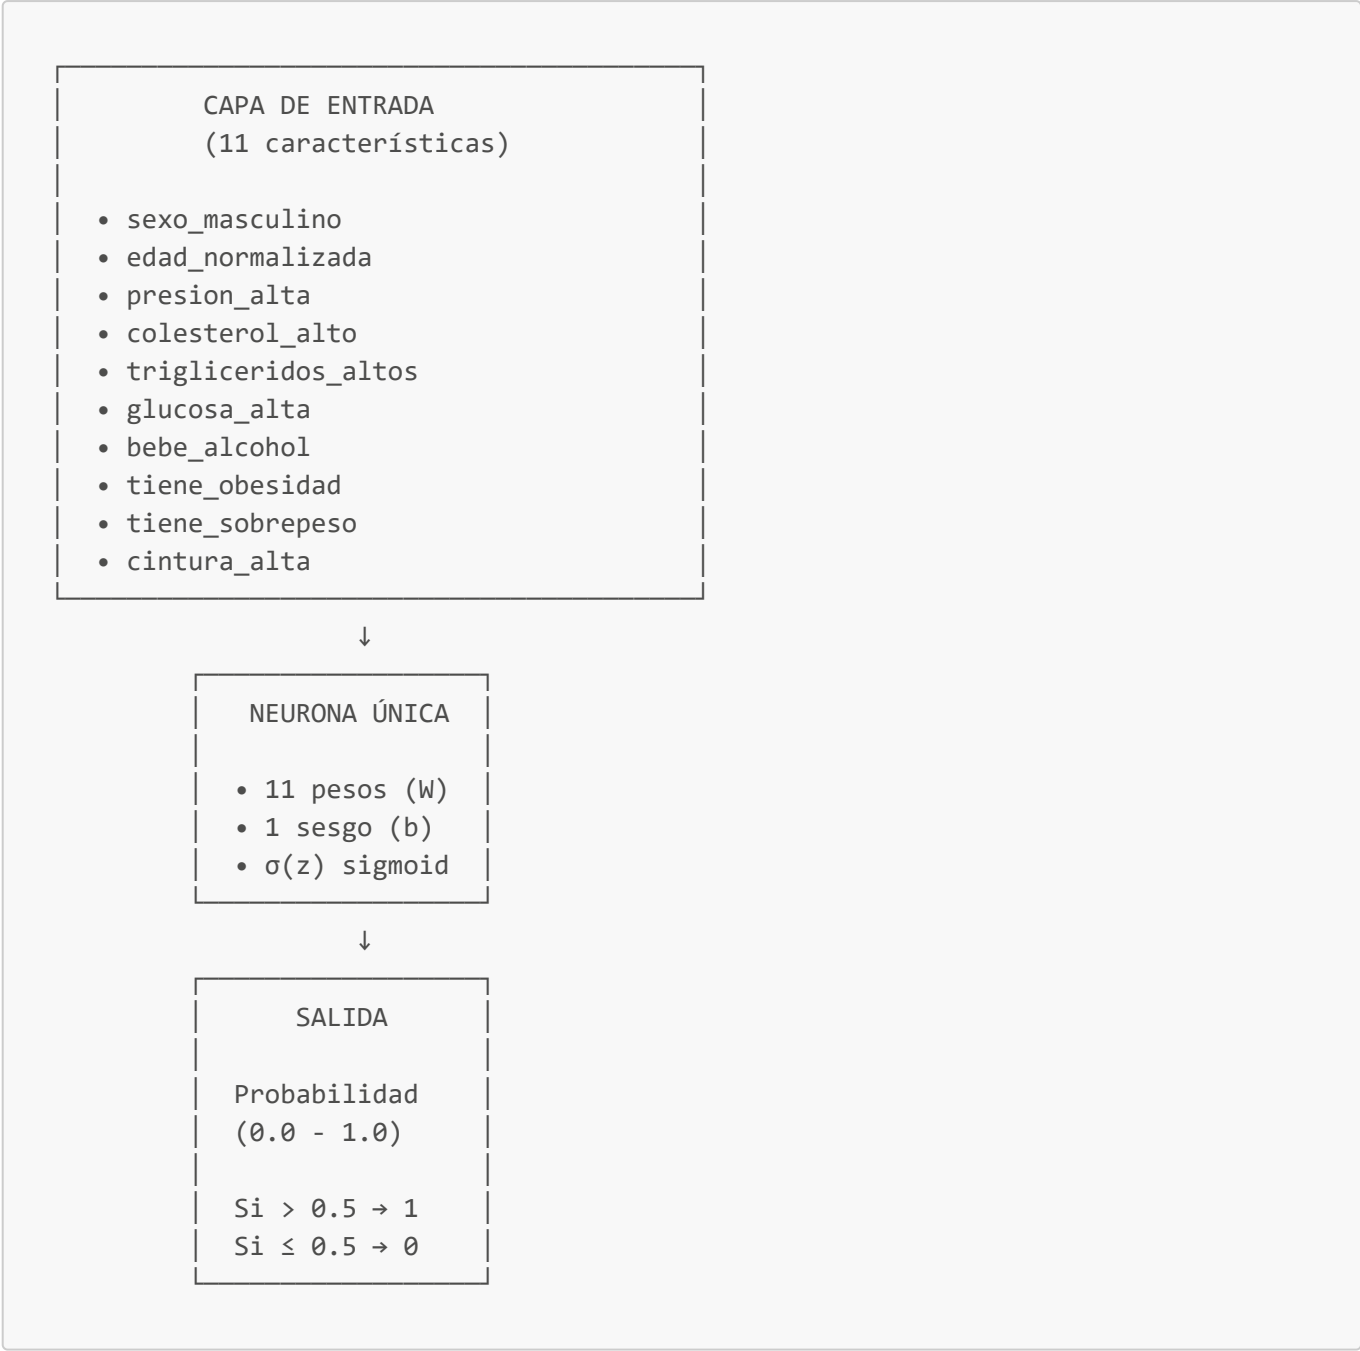 CAPA DE ENTRADA
(11 características)
• sexo_masculino
• edad_normalizada
• presion_alta
• colesterol_alto
• trigliceridos_altos
• glucosa_alta
• bebe_alcohol
• tiene_obesidad
• tiene_sobrepeso
• cintura_alta
↓
NEURONA ÚNICA
• 11 pesos (W)
• 1 sesgo (b)
• σ(z) sigmoid
↓
SALIDA
Probabilidad
(0.0 - 1.0)
Si > 0.5 → 1
Si ≤ 0.5 → 0